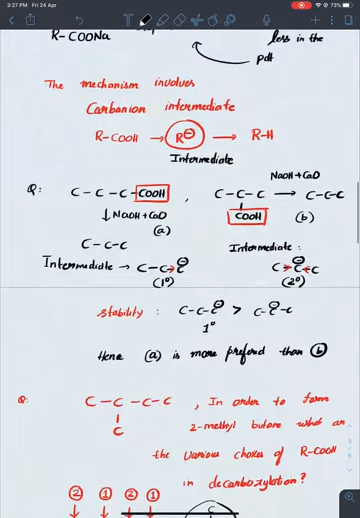 3:27 PM Fri 24 Apr
73%
R-COONa
loss in the
pdt
The mechanism involves
Carbanion intermediate
R-COOH → R⊖ → R-H
Intermediate
Q: C - C - C - COOH , C - C - C → C-C-C
NaOH + CaO
COOH
↓ NaOH + CaO
(a)
(b)
C - C - C
Intermediate → C - C → C⊖
(1°)
Intermediate :
C → C⊖ ← C
(2°)
stability : C-C-C⊖ > C-C⊖-C
1°
Hence (a) is more prefered than (b)
Q: C - C - C - C , In order to form
C
2-methyl butane what are
the various choices of R-COOH
in decarboxylation?
② ① ② ①
C